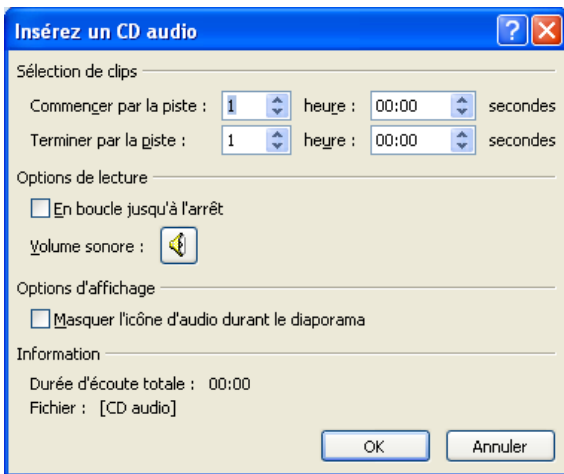 Insérez un CD audio
Sélection de clips
Commencer par la piste : 1 heure : 00:00 secondes
Terminer par la piste : 1 heure : 00:00 secondes
Options de lecture
En boucle jusqu'à l'arrêt
Volume sonore :
Options d'affichage
Masquer l'icône d'audio durant le diaporama
Information
Durée d'écoute totale : 00:00
Fichier : [CD audio]
OK Annuler